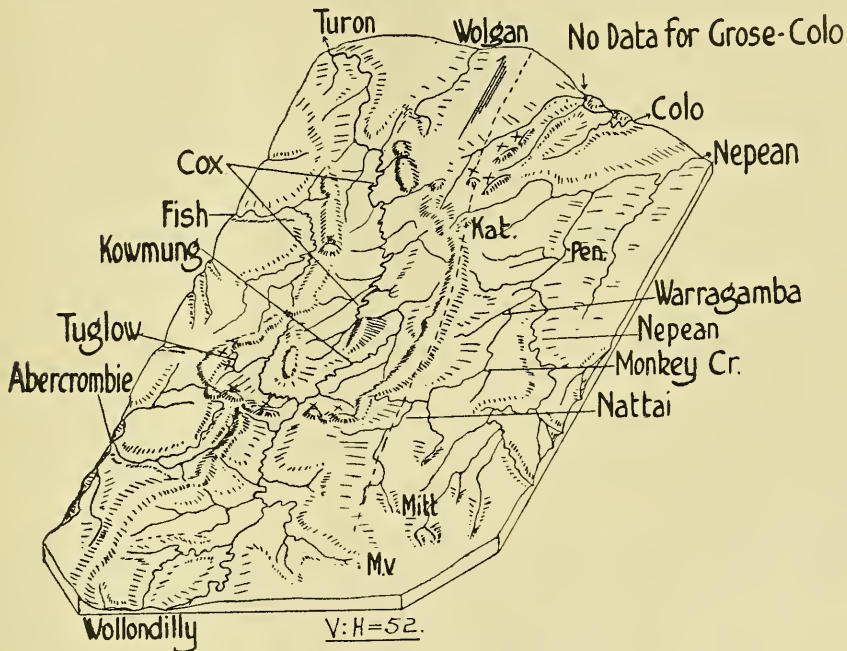 Turon
Wolgan
No Data for Grose-Colo
Colo
Nepean
Cox
Fish
Kat.
Kowmung
Pen.
Warragamba
Tuglow
Nepean
Abercrombie
Monkey Cr.
Nattai
Mitt
M.v
Wollondilly
V:H=52.